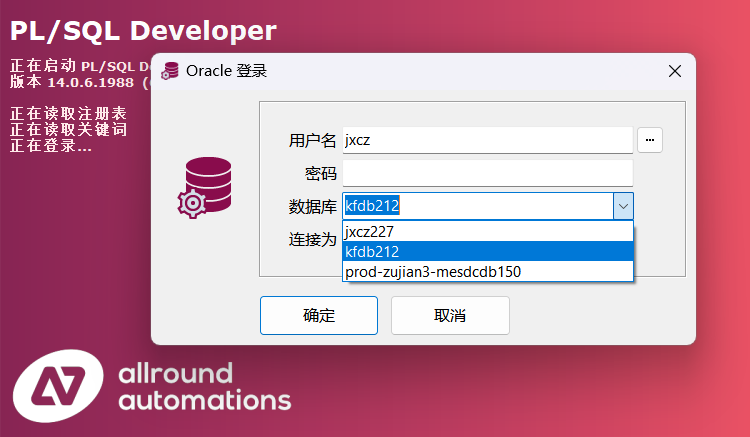 PL/SQL Developer
正在启动 PL/SQL De
版本 14.0.6.1988 (
正在读取注册表
正在读取关键词
正在登录...
Oracle 登录
用户名
jxcz
...
密码
数据库
kfdb212
连接为
jxcz227
kfdb212
prod-zujian3-mesdcdb150
确定
取消
allround
automations